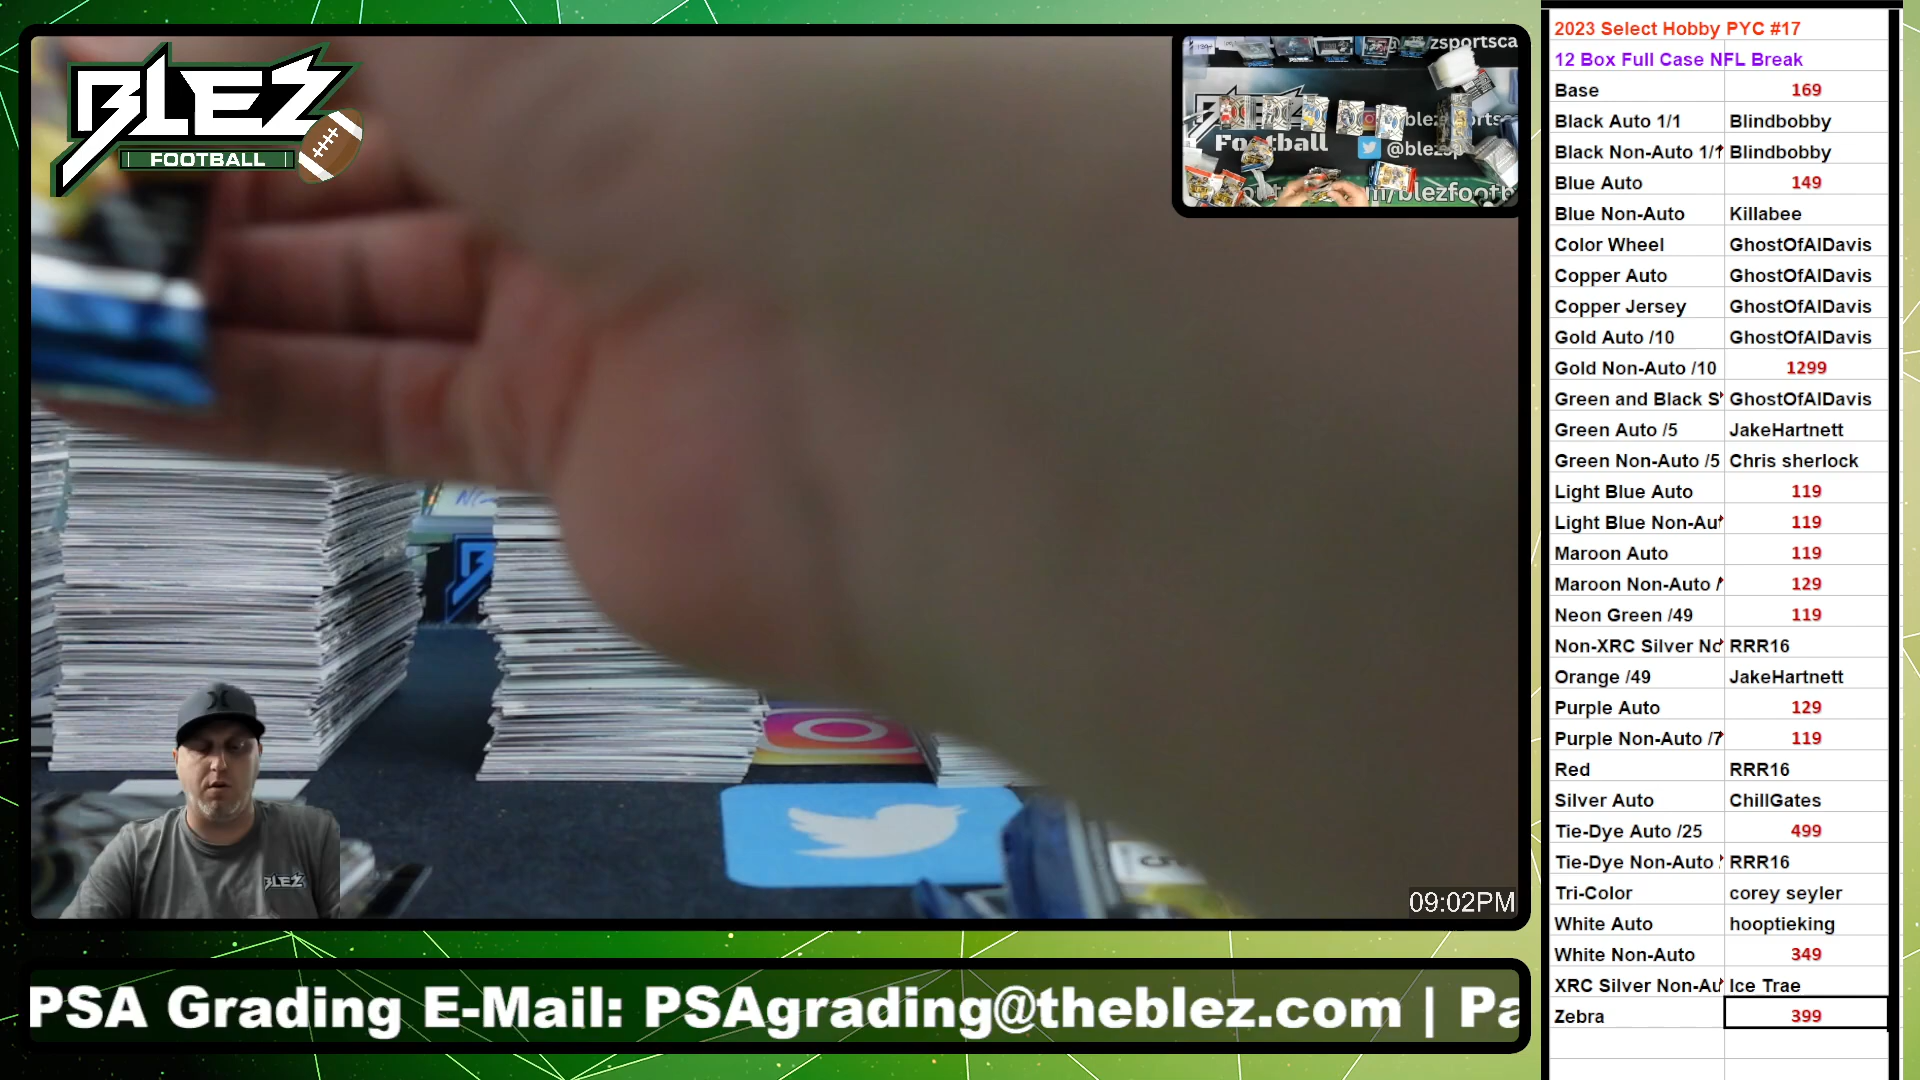 BLEZ
FOOTBALL
zsportsca
blezsportsc
Football
@blezsp
m/blezfootb
BLEZ
09:02PM
PSA Grading E-Mail: PSAgrading@theblez.com | Pa
2023 Select Hobby PYC #17
12 Box Full Case NFL Break
Base 169
Black Auto 1/1 Blindbobby
Black Non-Auto 1/1 Blindbobby
Blue Auto 149
Blue Non-Auto Killabee
Color Wheel GhostOfAlDavis
Copper Auto GhostOfAlDavis
Copper Jersey GhostOfAlDavis
Gold Auto /10 GhostOfAlDavis
Gold Non-Auto /10 1299
Green and Black S GhostOfAlDavis
Green Auto /5 JakeHartnett
Green Non-Auto /5 Chris sherlock
Light Blue Auto 119
Light Blue Non-Au 119
Maroon Auto 119
Maroon Non-Auto / 129
Neon Green /49 119
Non-XRC Silver No RRR16
Orange /49 JakeHartnett
Purple Auto 129
Purple Non-Auto /7 119
Red RRR16
Silver Auto ChillGates
Tie-Dye Auto /25 499
Tie-Dye Non-Auto RRR16
Tri-Color corey seyler
White Auto hooptieking
White Non-Auto 349
XRC Silver Non-Au Ice Trae
Zebra 399